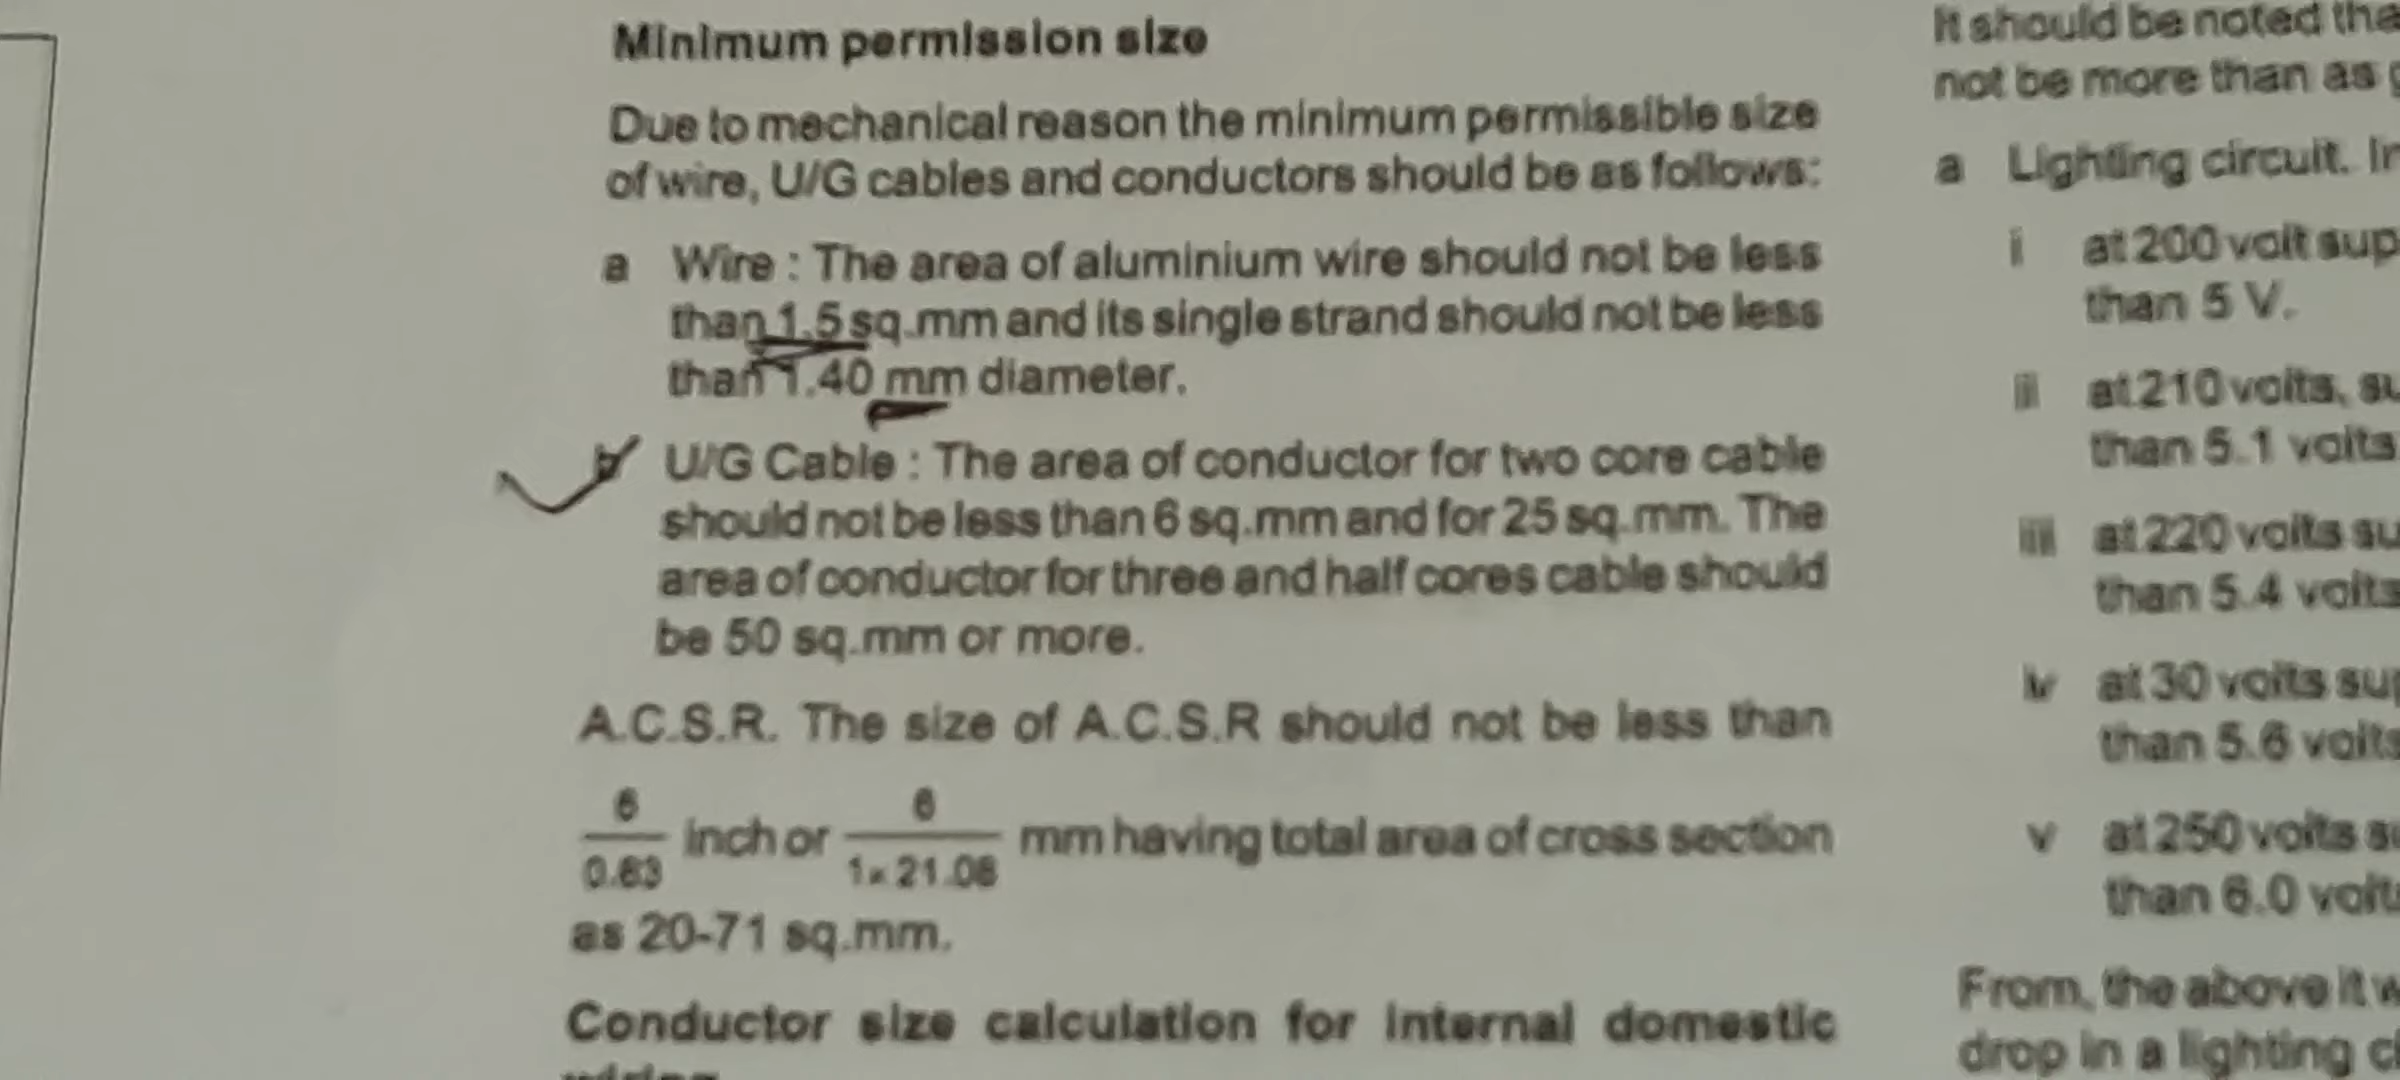 Minimum permission size
Due to mechanical reason the minimum permissible size
of wire, U/G cables and conductors should be as follows:
a Wire : The area of aluminium wire should not be less
than 1.5 sq.mm and its single strand should not be less
than 1.40 mm diameter.
U/G Cable : The area of conductor for two core cable
should not be less than 6 sq.mm and for 25 sq.mm. The
area of conductor for three and half cores cable should
be 50 sq.mm or more.
A.C.S.R. The size of A.C.S.R should not be less than
6 6
inch or mm having total area of cross section
0.83 1x 21.06
as 20-71 sq.mm.
Conductor size calculation for internal domestic
wiring
It should be noted
not be more than as
a Lighting circuit.
i at 200 volt
than 5 V.
ii at 210 volts,
than 5.1 volts
iii at 220 volts
than 5.4 volts
iv at 30 volts
than 5.6 volts
v at 250 volts
than 6.0
From, the above it
drop in a lighting